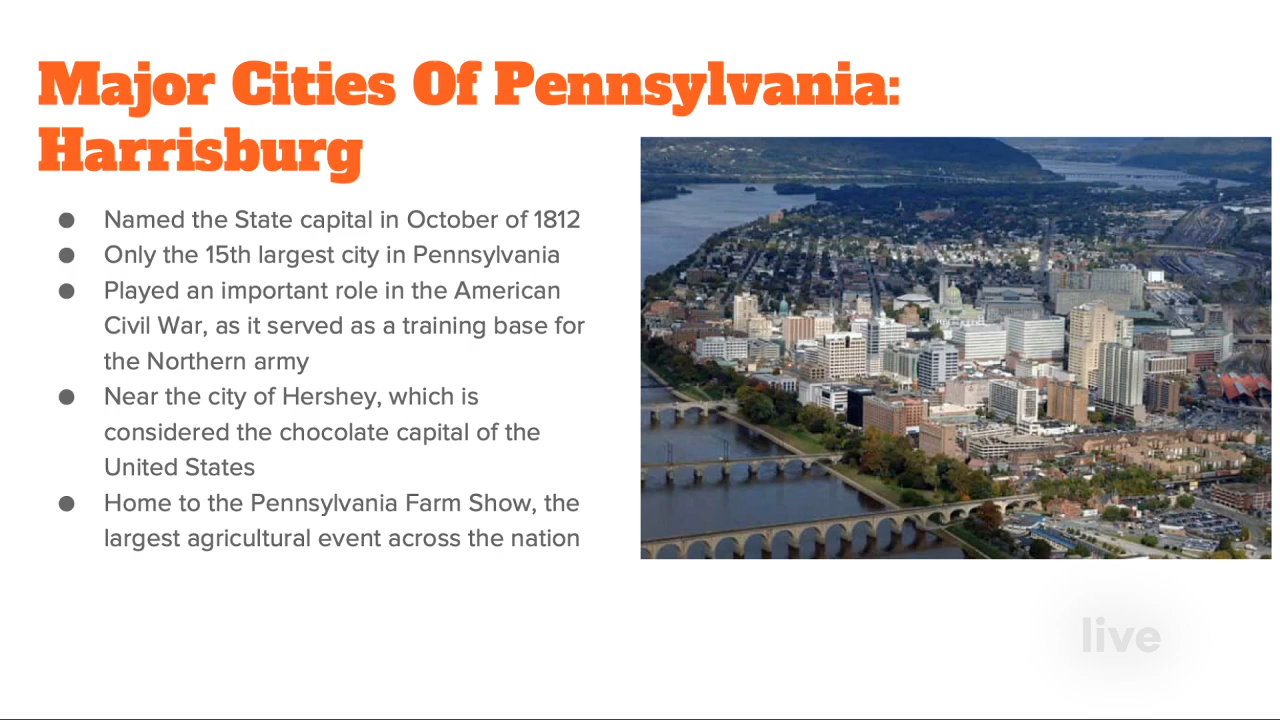 Major Cities Of Pennsylvania:
Harrisburg
● Named the State capital in October of 1812
● Only the 15th largest city in Pennsylvania
● Played an important role in the American
Civil War, as it served as a training base for
the Northern army
● Near the city of Hershey, which is
considered the chocolate capital of the
United States
● Home to the Pennsylvania Farm Show, the
largest agricultural event across the nation
live